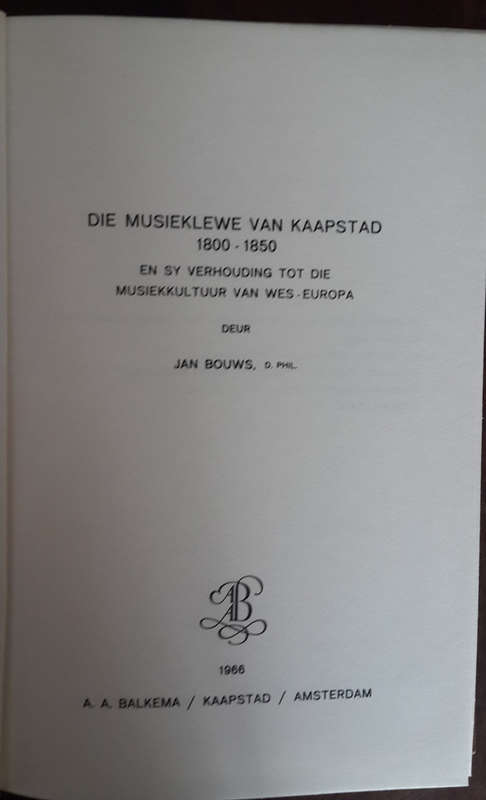 DIE MUSIEKLEWE VAN KAAPSTAD
1800 - 1850
EN SY VERHOUDING TOT DIE
MUSIEKKULTUUR VAN WES-EUROPA
DEUR
JAN BOUWS, D. PHIL.
AAB
1966
A. A. BALKEMA / KAAPSTAD / AMSTERDAM